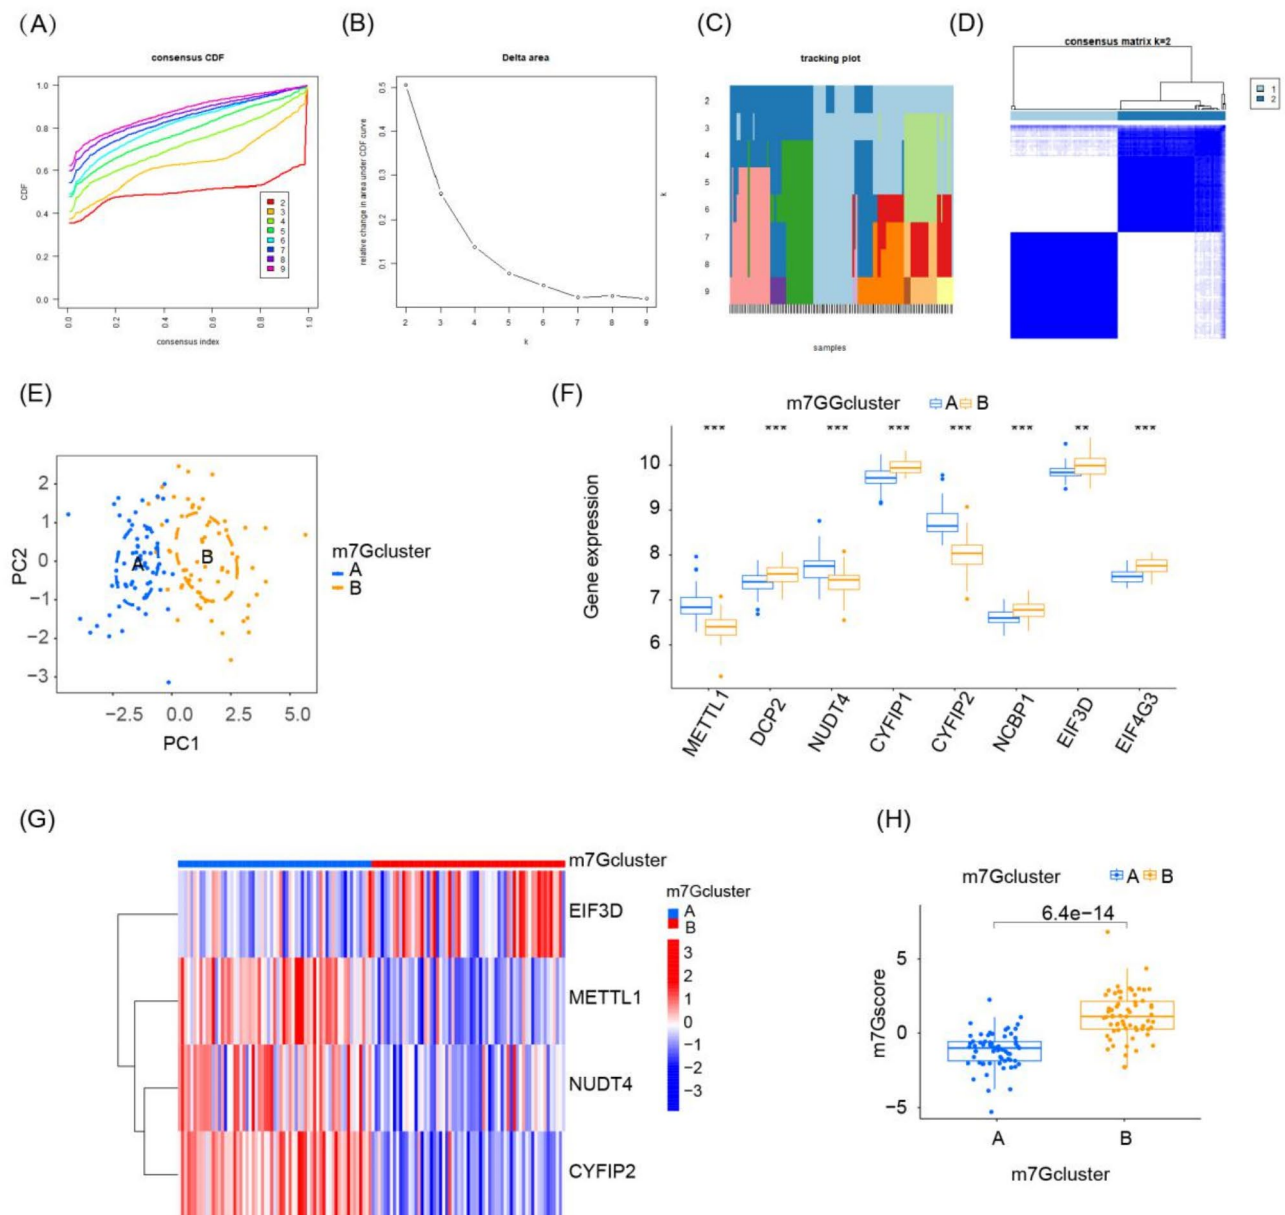 (A)
consensus CDF
1.0
0.8
0.6
0.4
0.2
0.0
CDF
2
3
4
5
6
7
8
9
0.0
0.2
0.4
0.6
0.8
1.0
consensus index
(B)
Delta area
0.5
0.4
0.3
0.2
0.1
relative change in area under CDF curve
2 3 4 5 6 7 8 9
k
(C)
tracking plot
2
3
4
5
6
7
8
9
k
samples
(D)
consensus matrix k=2
1
2
(E)
2
1
0
−1
−2
−3
PC2
A
B
−2.5 0.0 2.5 5.0
PC1
m7Gcluster
A
B
(F)
m7GGcluster A B
*** *** *** *** *** *** ** ***
10
9
8
7
6
Gene expression
METTL1
DCP2
NUDT4
CYFIP1
CYFIP2
NCBP1
EIF3D
EIF4G3
(G)
m7Gcluster
EIF3D
METTL1
NUDT4
CYFIP2
m7Gcluster
A
B
3
2
1
0
−1
−2
−3
(H)
m7Gcluster A B
6.4e−14
5
0
−5
m7Gscore
A B
m7Gcluster